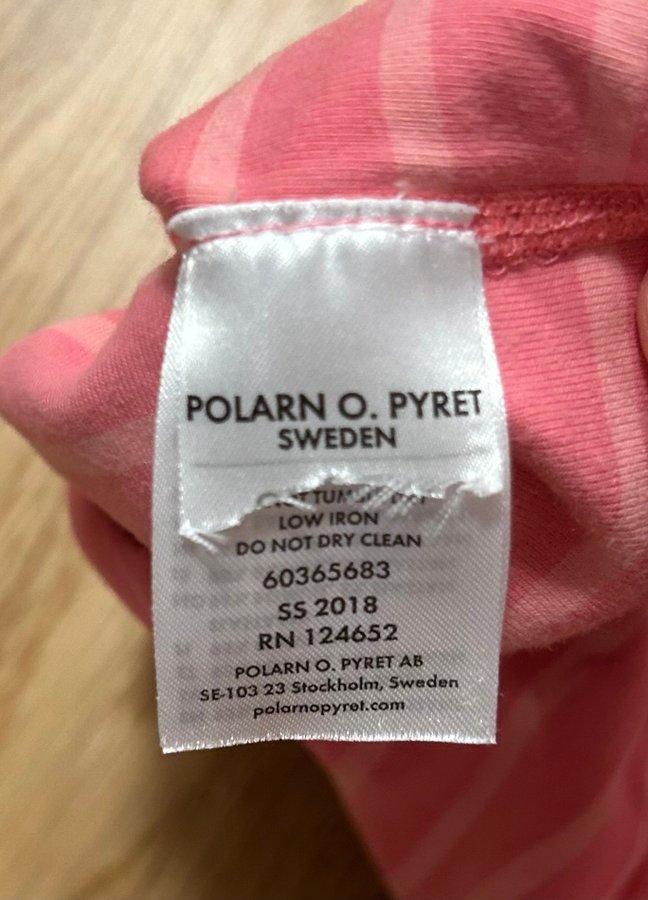 POLARN O. PYRET
SWEDEN
LOW IRON
DO NOT DRY CLEAN
60365683
SS 2018
RN 124652
POLARN O. PYRET AB
SE-103 23 Stockholm, Sweden
polarnopyret.com